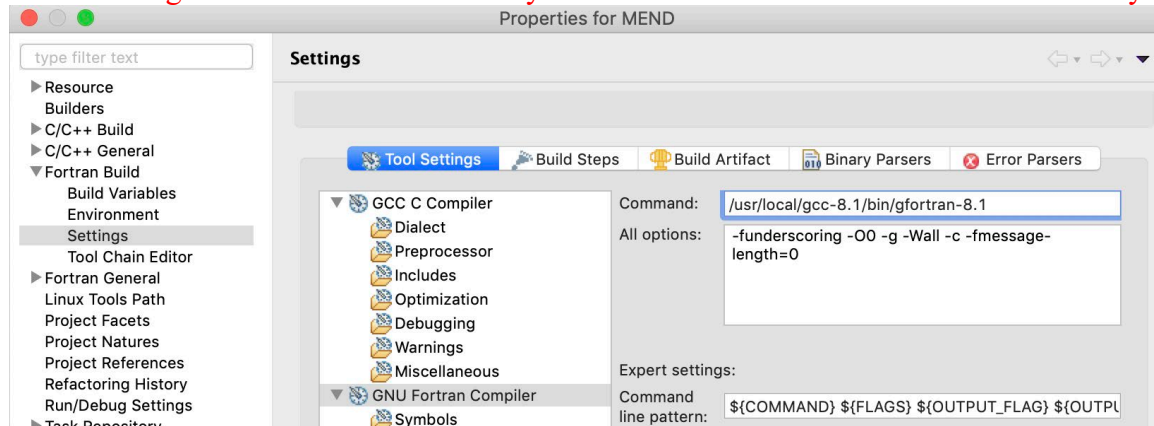 Properties for MEND
type filter text
Settings
Resource
Builders
C/C++ Build
C/C++ General
Fortran Build
Build Variables
Environment
Settings
Tool Chain Editor
Fortran General
Linux Tools Path
Project Facets
Project Natures
Project References
Refactoring History
Run/Debug Settings
Task Repository
Tool Settings
Build Steps
Build Artifact
Binary Parsers
Error Parsers
GCC C Compiler
Dialect
Preprocessor
Includes
Optimization
Debugging
Warnings
Miscellaneous
GNU Fortran Compiler
Symbols
Command:
/usr/local/gcc-8.1/bin/gfortran-8.1
All options:
-funderscoring -O0 -g -Wall -c -fmessage-
length=0
Expert settings:
Command
line pattern:
${COMMAND} ${FLAGS} ${OUTPUT_FLAG} ${OUTPU